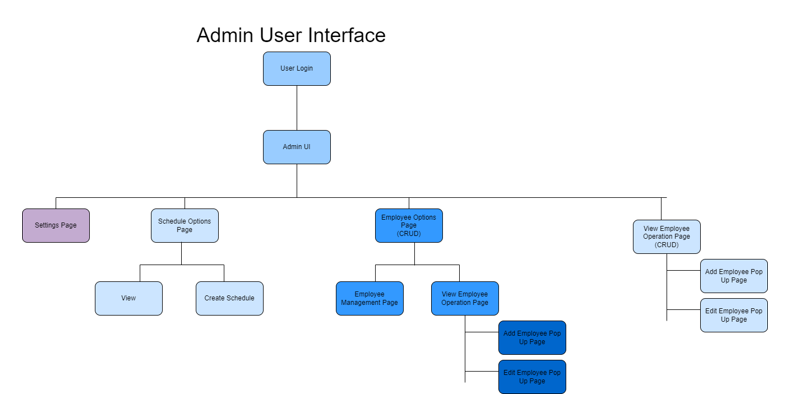 Admin User Interface
User Login
Admin UI
Settings Page
Schedule Options
Page
Employee Options
Page
(CRUD)
View Employee
Operation Page
(CRUD)
View
Create Schedule
Employee
Management Page
View Employee
Operation Page
Add Employee Pop
Up Page
Edit Employee Pop
Up Page
Add Employee Pop
Up Page
Edit Employee Pop
Up Page